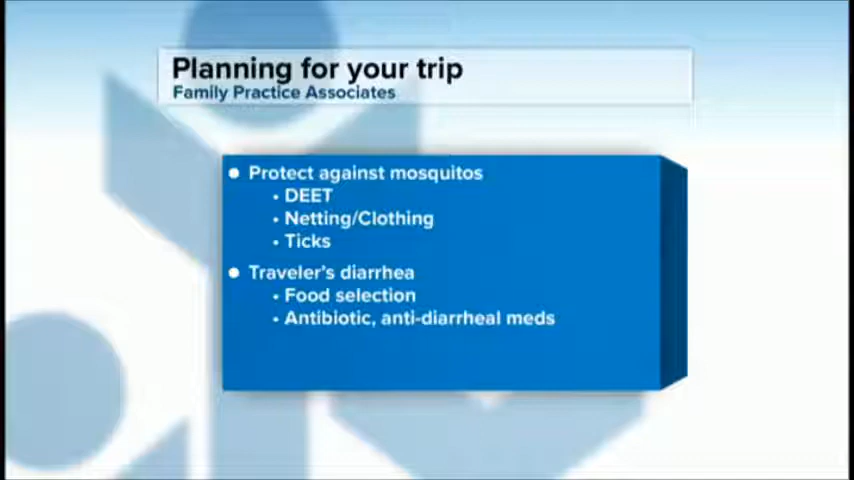 Planning for your trip
Family Practice Associates
● Protect against mosquitos
• DEET
• Netting/Clothing
• Ticks
● Traveler's diarrhea
• Food selection
• Antibiotic, anti-diarrheal meds